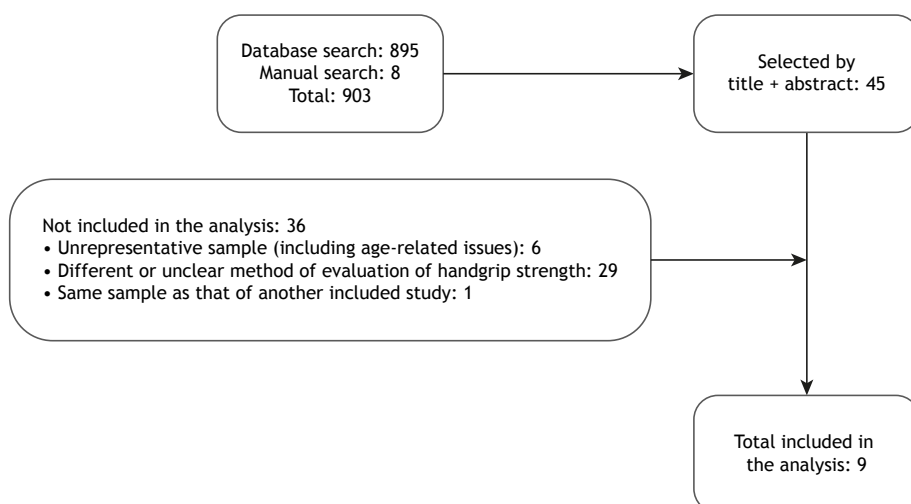 Database search: 895
Manual search: 8
Total: 903
Selected by
title + abstract: 45
Not included in the analysis: 36
• Unrepresentative sample (including age-related issues): 6
• Different or unclear method of evaluation of handgrip strength: 29
• Same sample as that of another included study: 1
Total included in
the analysis: 9